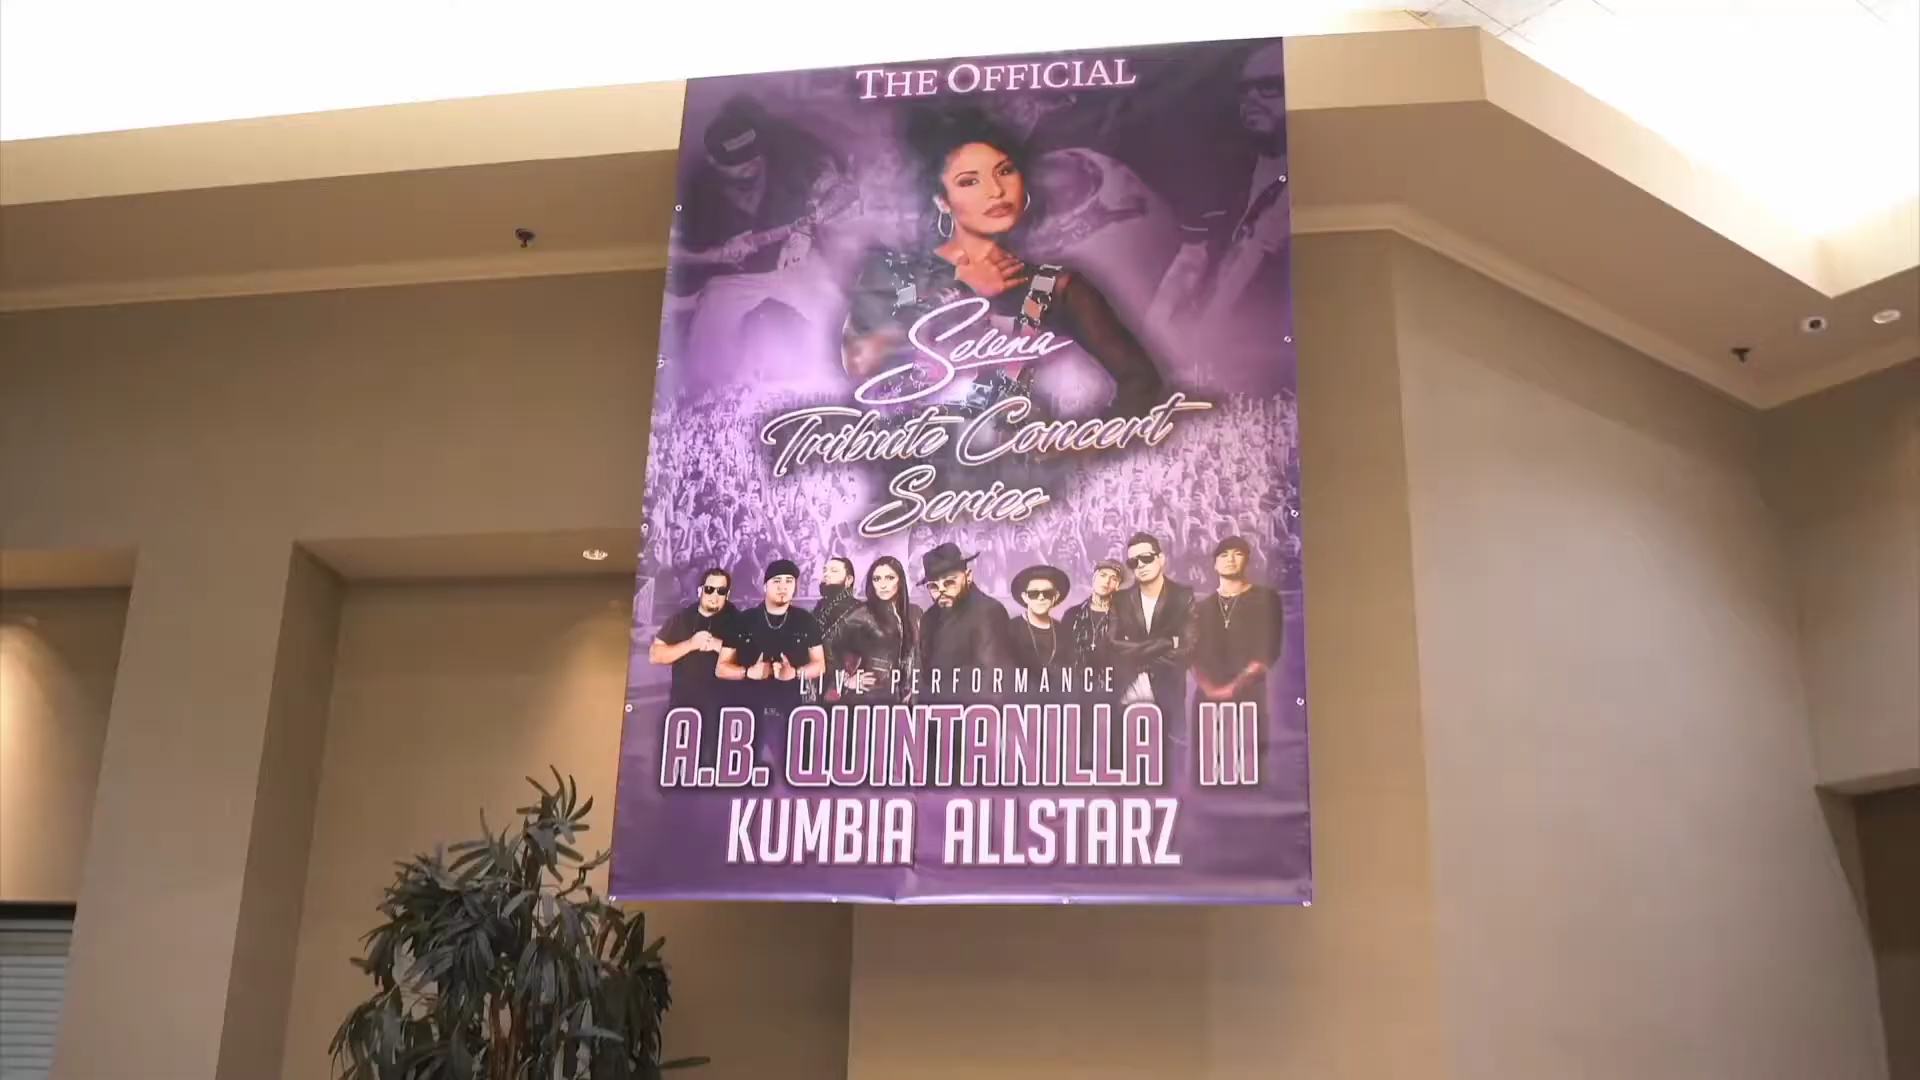 THE OFFICIAL
Selena
Tribute Concert
Series
LIVE PERFORMANCE
A.B. QUINTANILLA III
KUMBIA ALLSTARZ